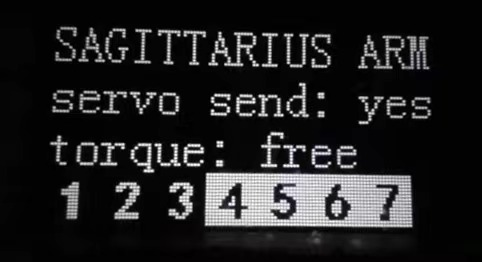 SAGITTARIUS ARM
servo send: yes
torque: free
1 2 3 4 5 6 7